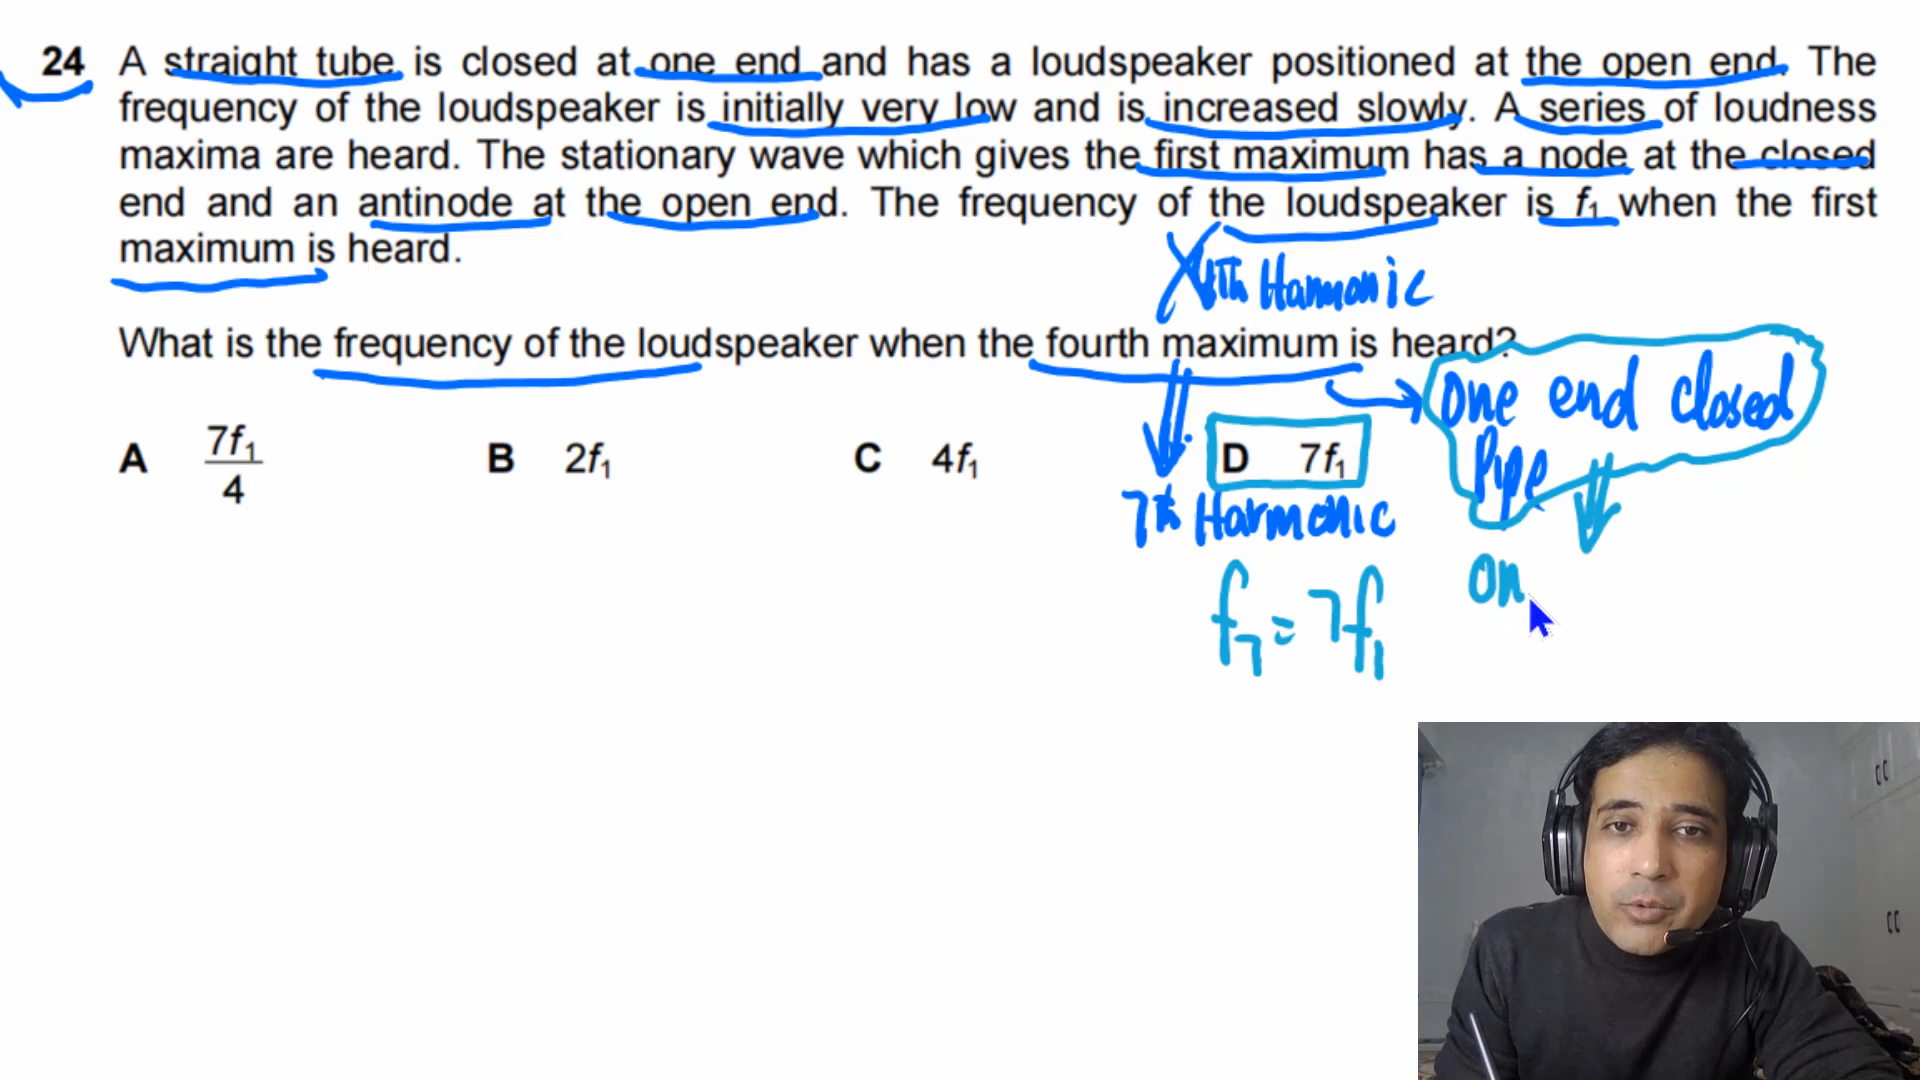 24 A straight tube is closed at one end and has a loudspeaker positioned at the open end. The
frequency of the loudspeaker is initially very low and is increased slowly. A series of loudness
maxima are heard. The stationary wave which gives the first maximum has a node at the closed
end and an antinode at the open end. The frequency of the loudspeaker is f₁ when the first
maximum is heard.
4th Harmonic
What is the frequency of the loudspeaker when the fourth maximum is heard?
One end closed
Pipe
A 7f₁/4 B 2f₁ C 4f₁ D 7f₁
7th Harmonic
on
f₇ = 7f₁